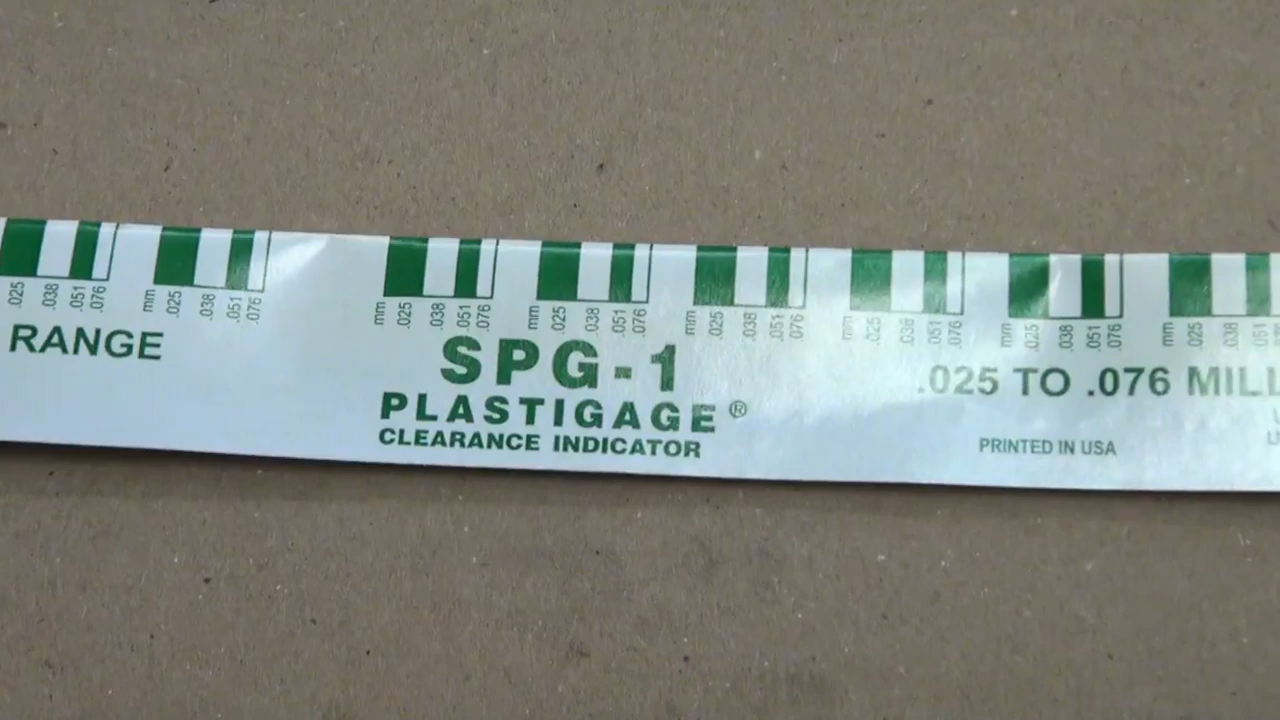 .025 .038 .051 .076 mm .025 .038 .051 .076 mm .025 .038 .051 .076 mm .025 .038 .051 .076 mm .025 .038 .051 .076 mm .025 .038 .051 .076 mm .025 .038 .051 .076 mm .025 .038 .051
RANGE
SPG-1
PLASTIGAGE®
CLEARANCE INDICATOR
.025 TO .076 MILL
PRINTED IN USA